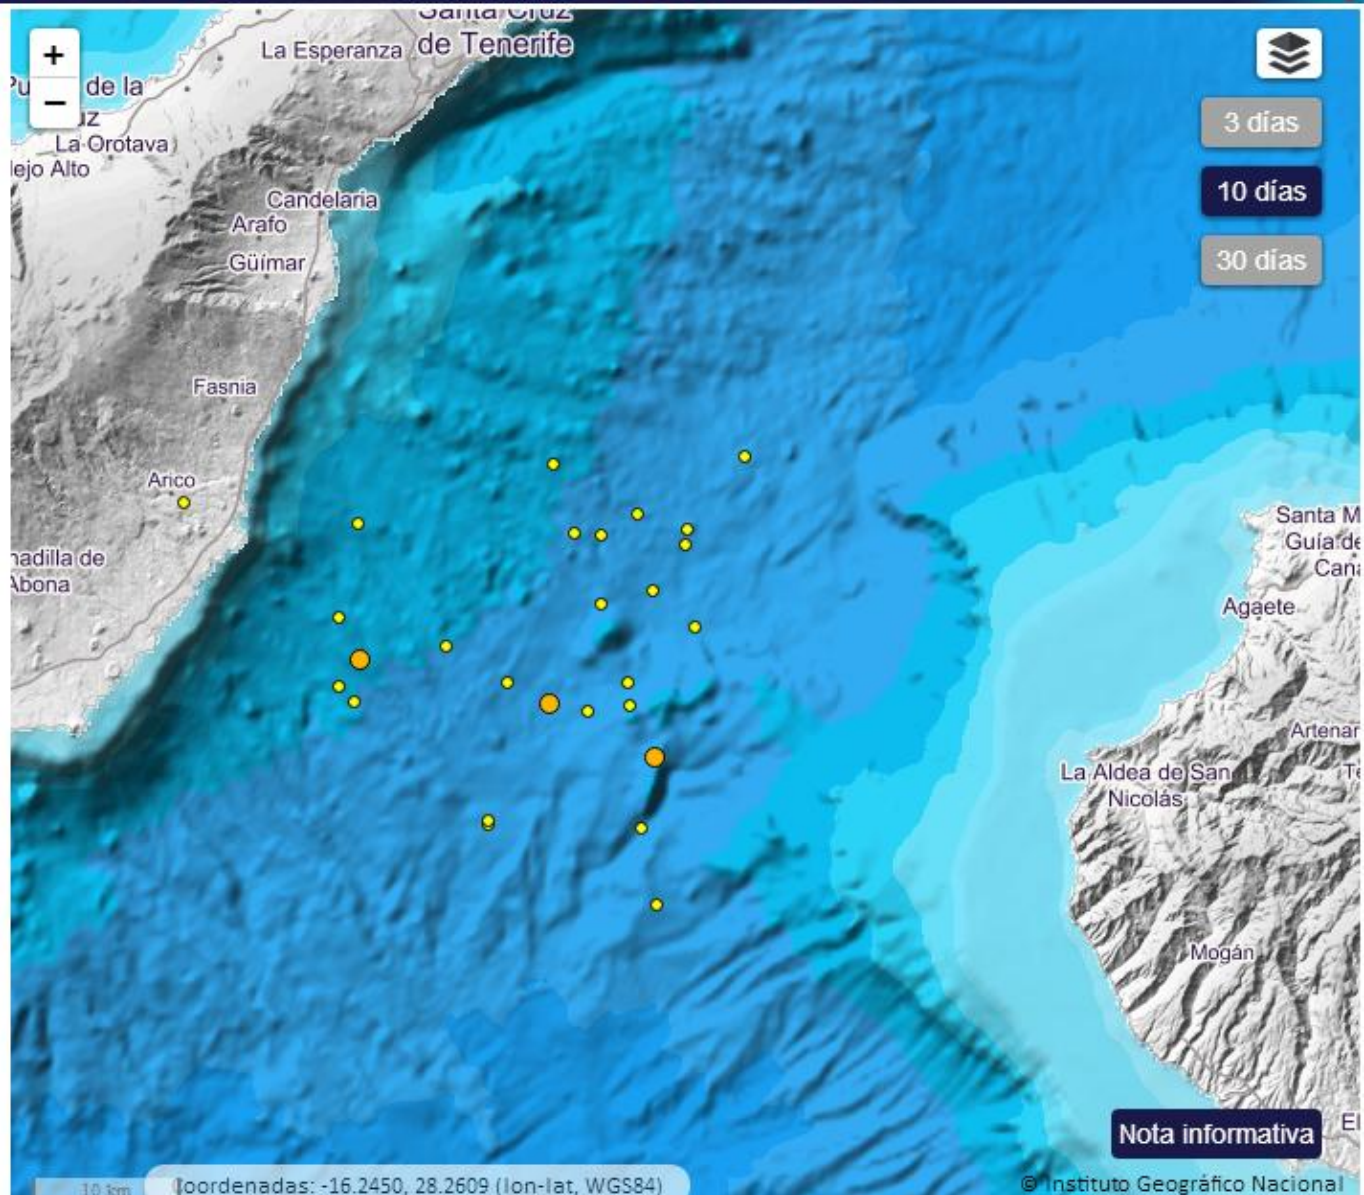 Santa Cruz
de Tenerife
La Esperanza
+
−
de la
La Orotava
Candelaria
Arafo
Güímar
Fasnia
Arico
3 días
10 días
30 días
Santa M
Guía de
Agaete
Artenar
La Aldea de San
Nicolás
Mogán
Nota informativa
10 km
oordenadas: -16.2450, 28.2609 (lon-lat, WGS84)
© Instituto Geográfico Nacional